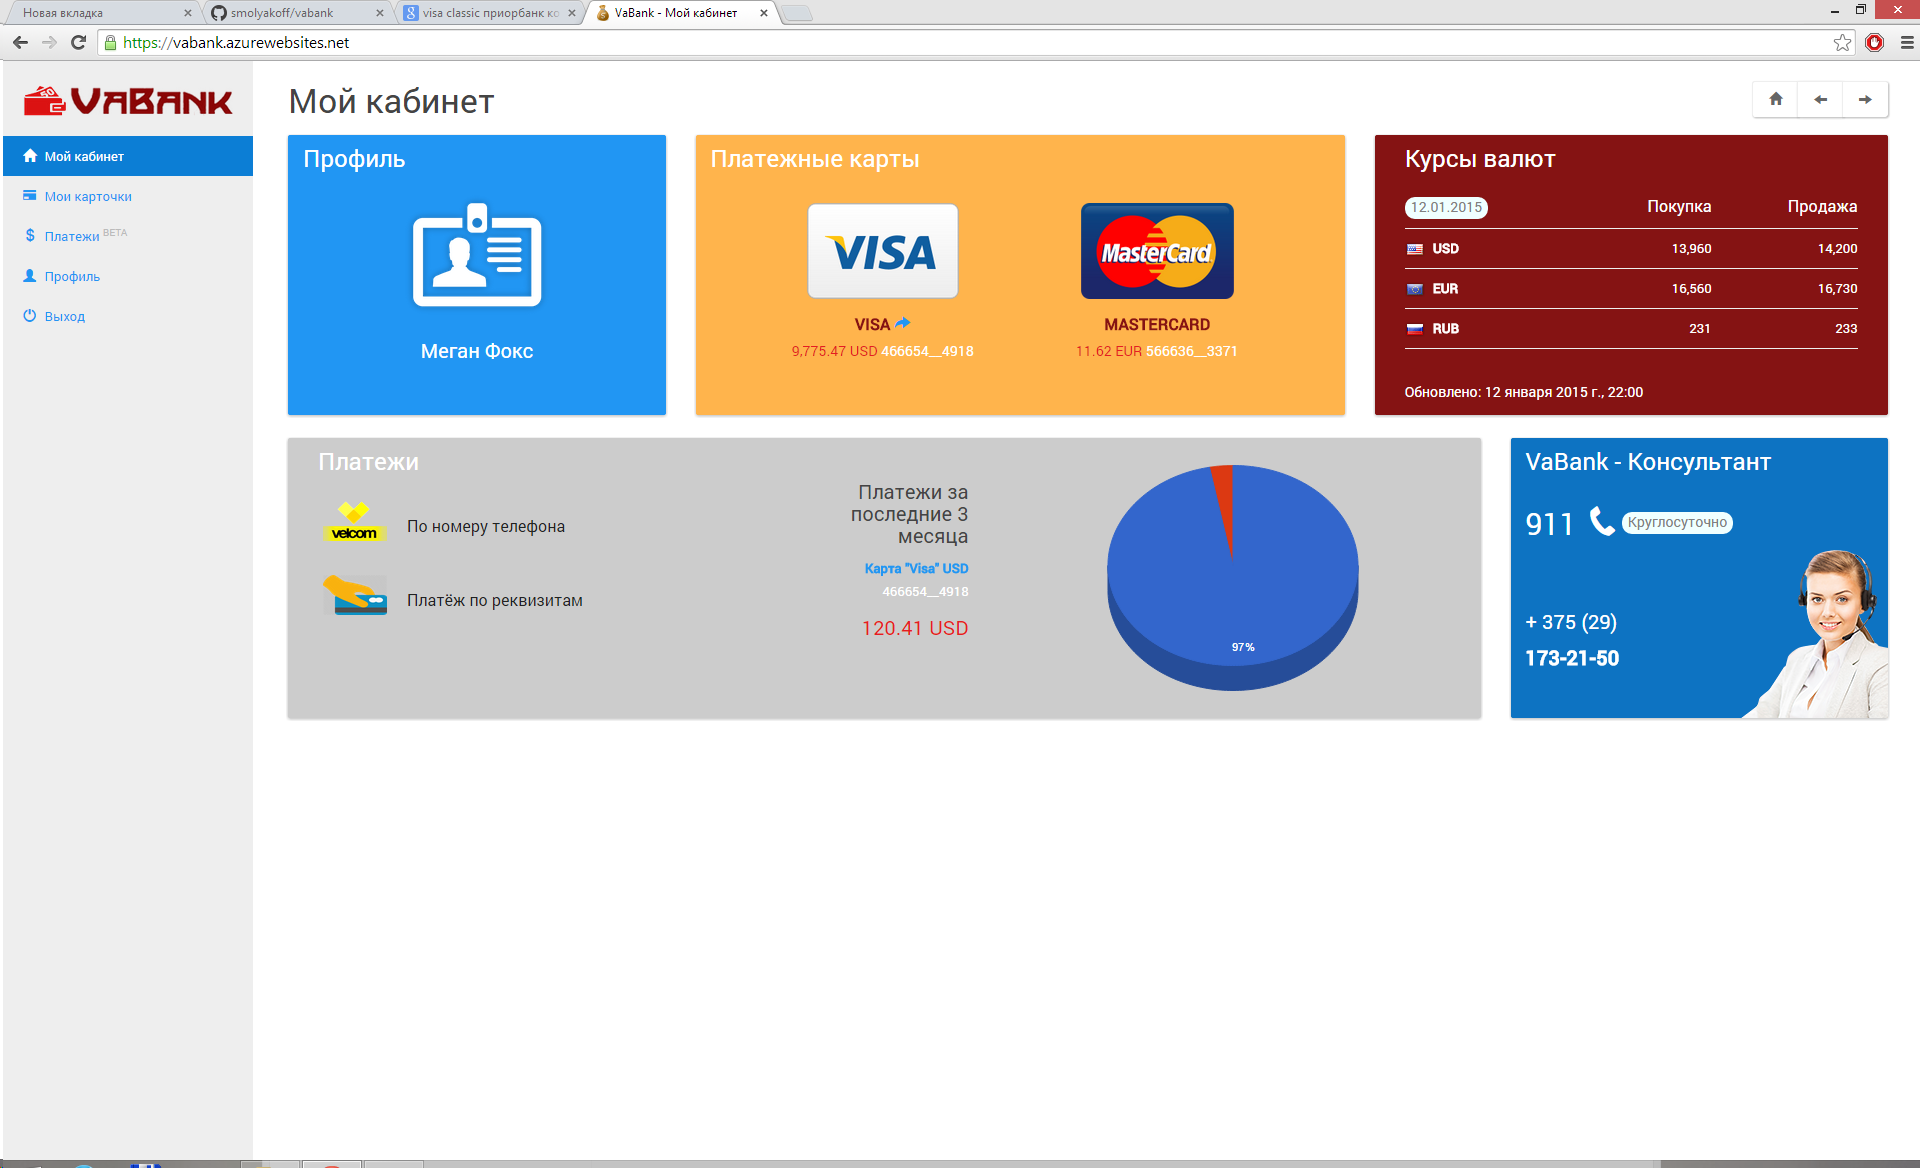 Новая вкладка
smolyakoff/vabank
visa classic приорбанк ко
VaBank - Мой кабинет
https://vabank.azurewebsites.net
VABANK
Мой кабинет
Мои карточки
Платежи BETA
Профиль
Выход
Мой кабинет
Профиль
Меган Фокс
Платежные карты
VISA
VISA
9,775.47 USD 466654__4918
MasterCard
MASTERCARD
11.62 EUR 566636__3371
Курсы валют
12.01.2015 Покупка Продажа
USD 13,960 14,200
EUR 16,560 16,730
RUB 231 233
Обновлено: 12 января 2015 г., 22:00
Платежи
velcom
По номеру телефона
Платёж по реквизитам
Платежи за
последние 3
месяца
Карта "Visa" USD
466654__4918
120.41 USD
97%
VaBank - Консультант
911 Круглосуточно
+ 375 (29)
173-21-50